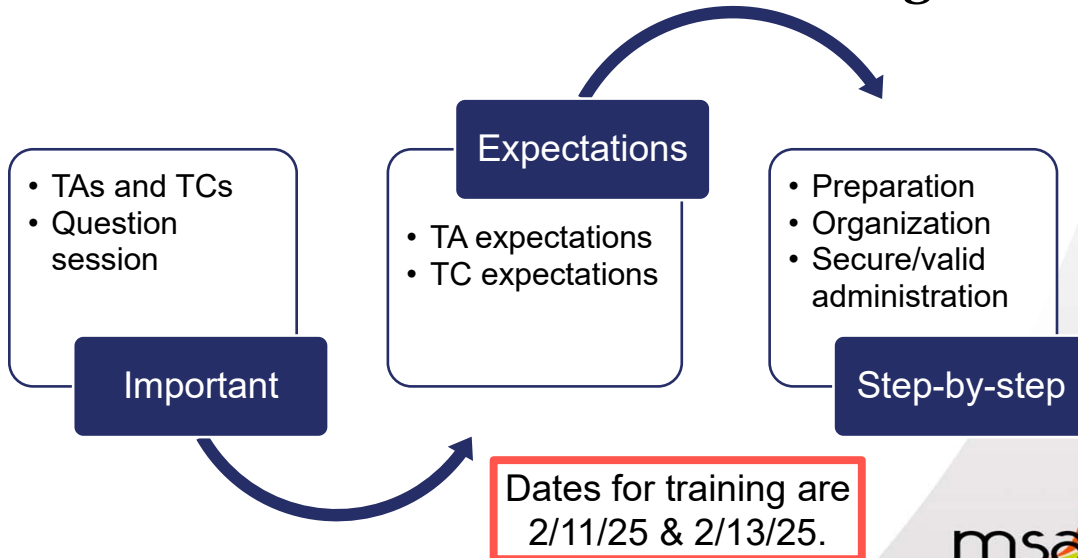 • TAs and TCs
• Question
session
Important
Expectations
• TA expectations
• TC expectations
• Preparation
• Organization
• Secure/valid
administration
Step-by-step
Dates for training are
2/11/25 & 2/13/25.